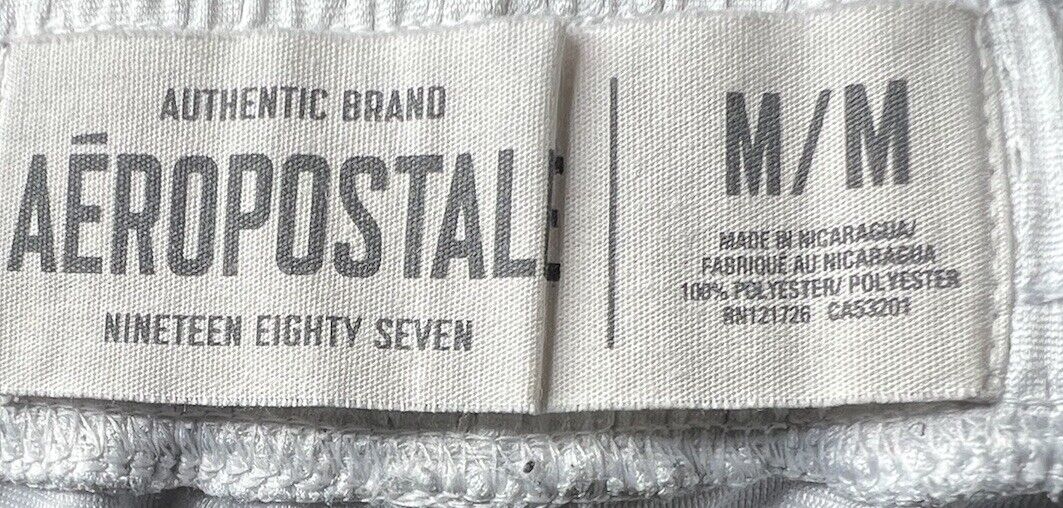 AUTHENTIC BRAND
AĒROPOSTALE
NINETEEN EIGHTY SEVEN
M/M
MADE IN NICARAGUA/
FABRIQUÉ AU NICARAGUA
100% POLYESTER/ POLYESTER
RN121726 CA53201